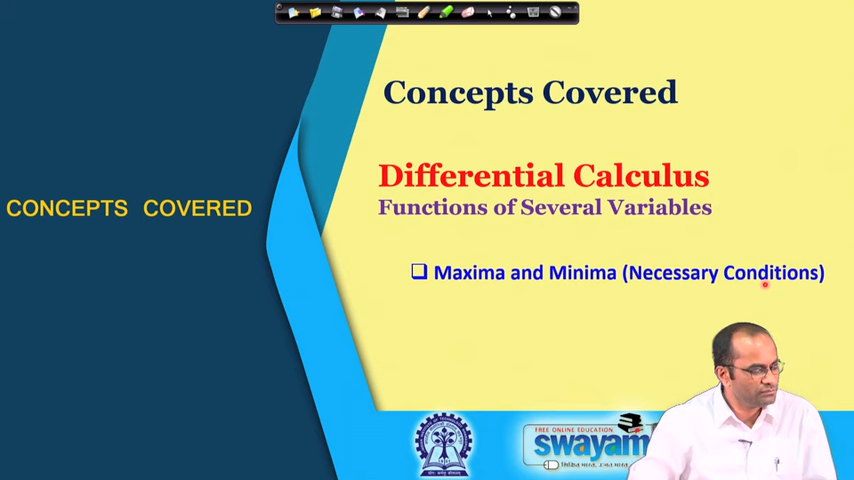 Concepts Covered
CONCEPTS COVERED
Differential Calculus
Functions of Several Variables
Maxima and Minima (Necessary Conditions)
FREE ONLINE EDUCATION
swayam